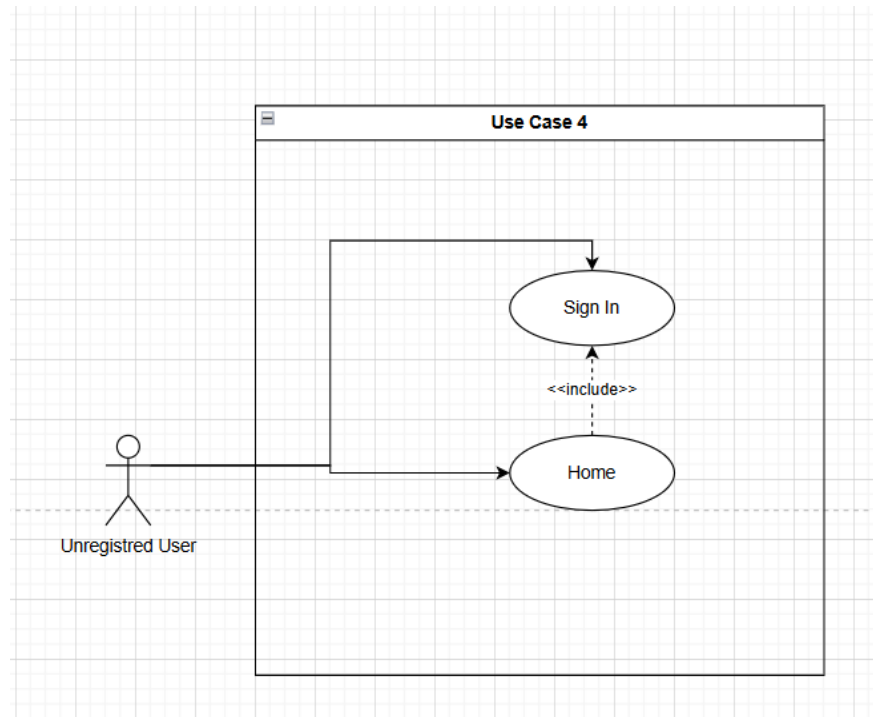 Use Case 4
Sign In
<<include>>
Home
Unregistred User